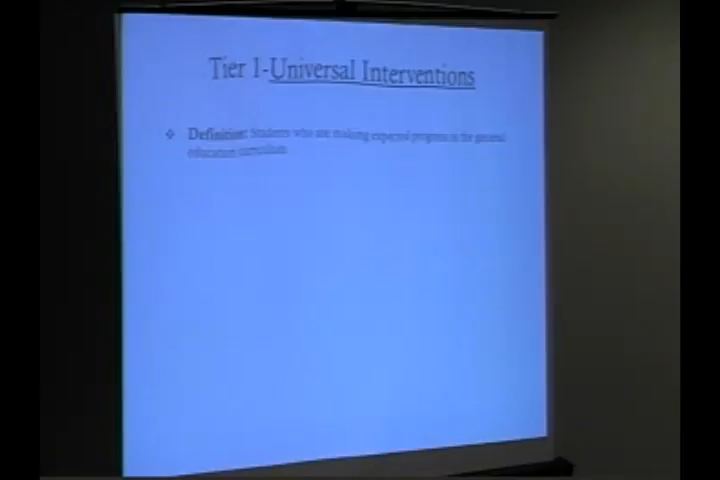 Tier 1-Universal Interventions
❖ Definition: Students who are making expected progress in the general
education curriculum